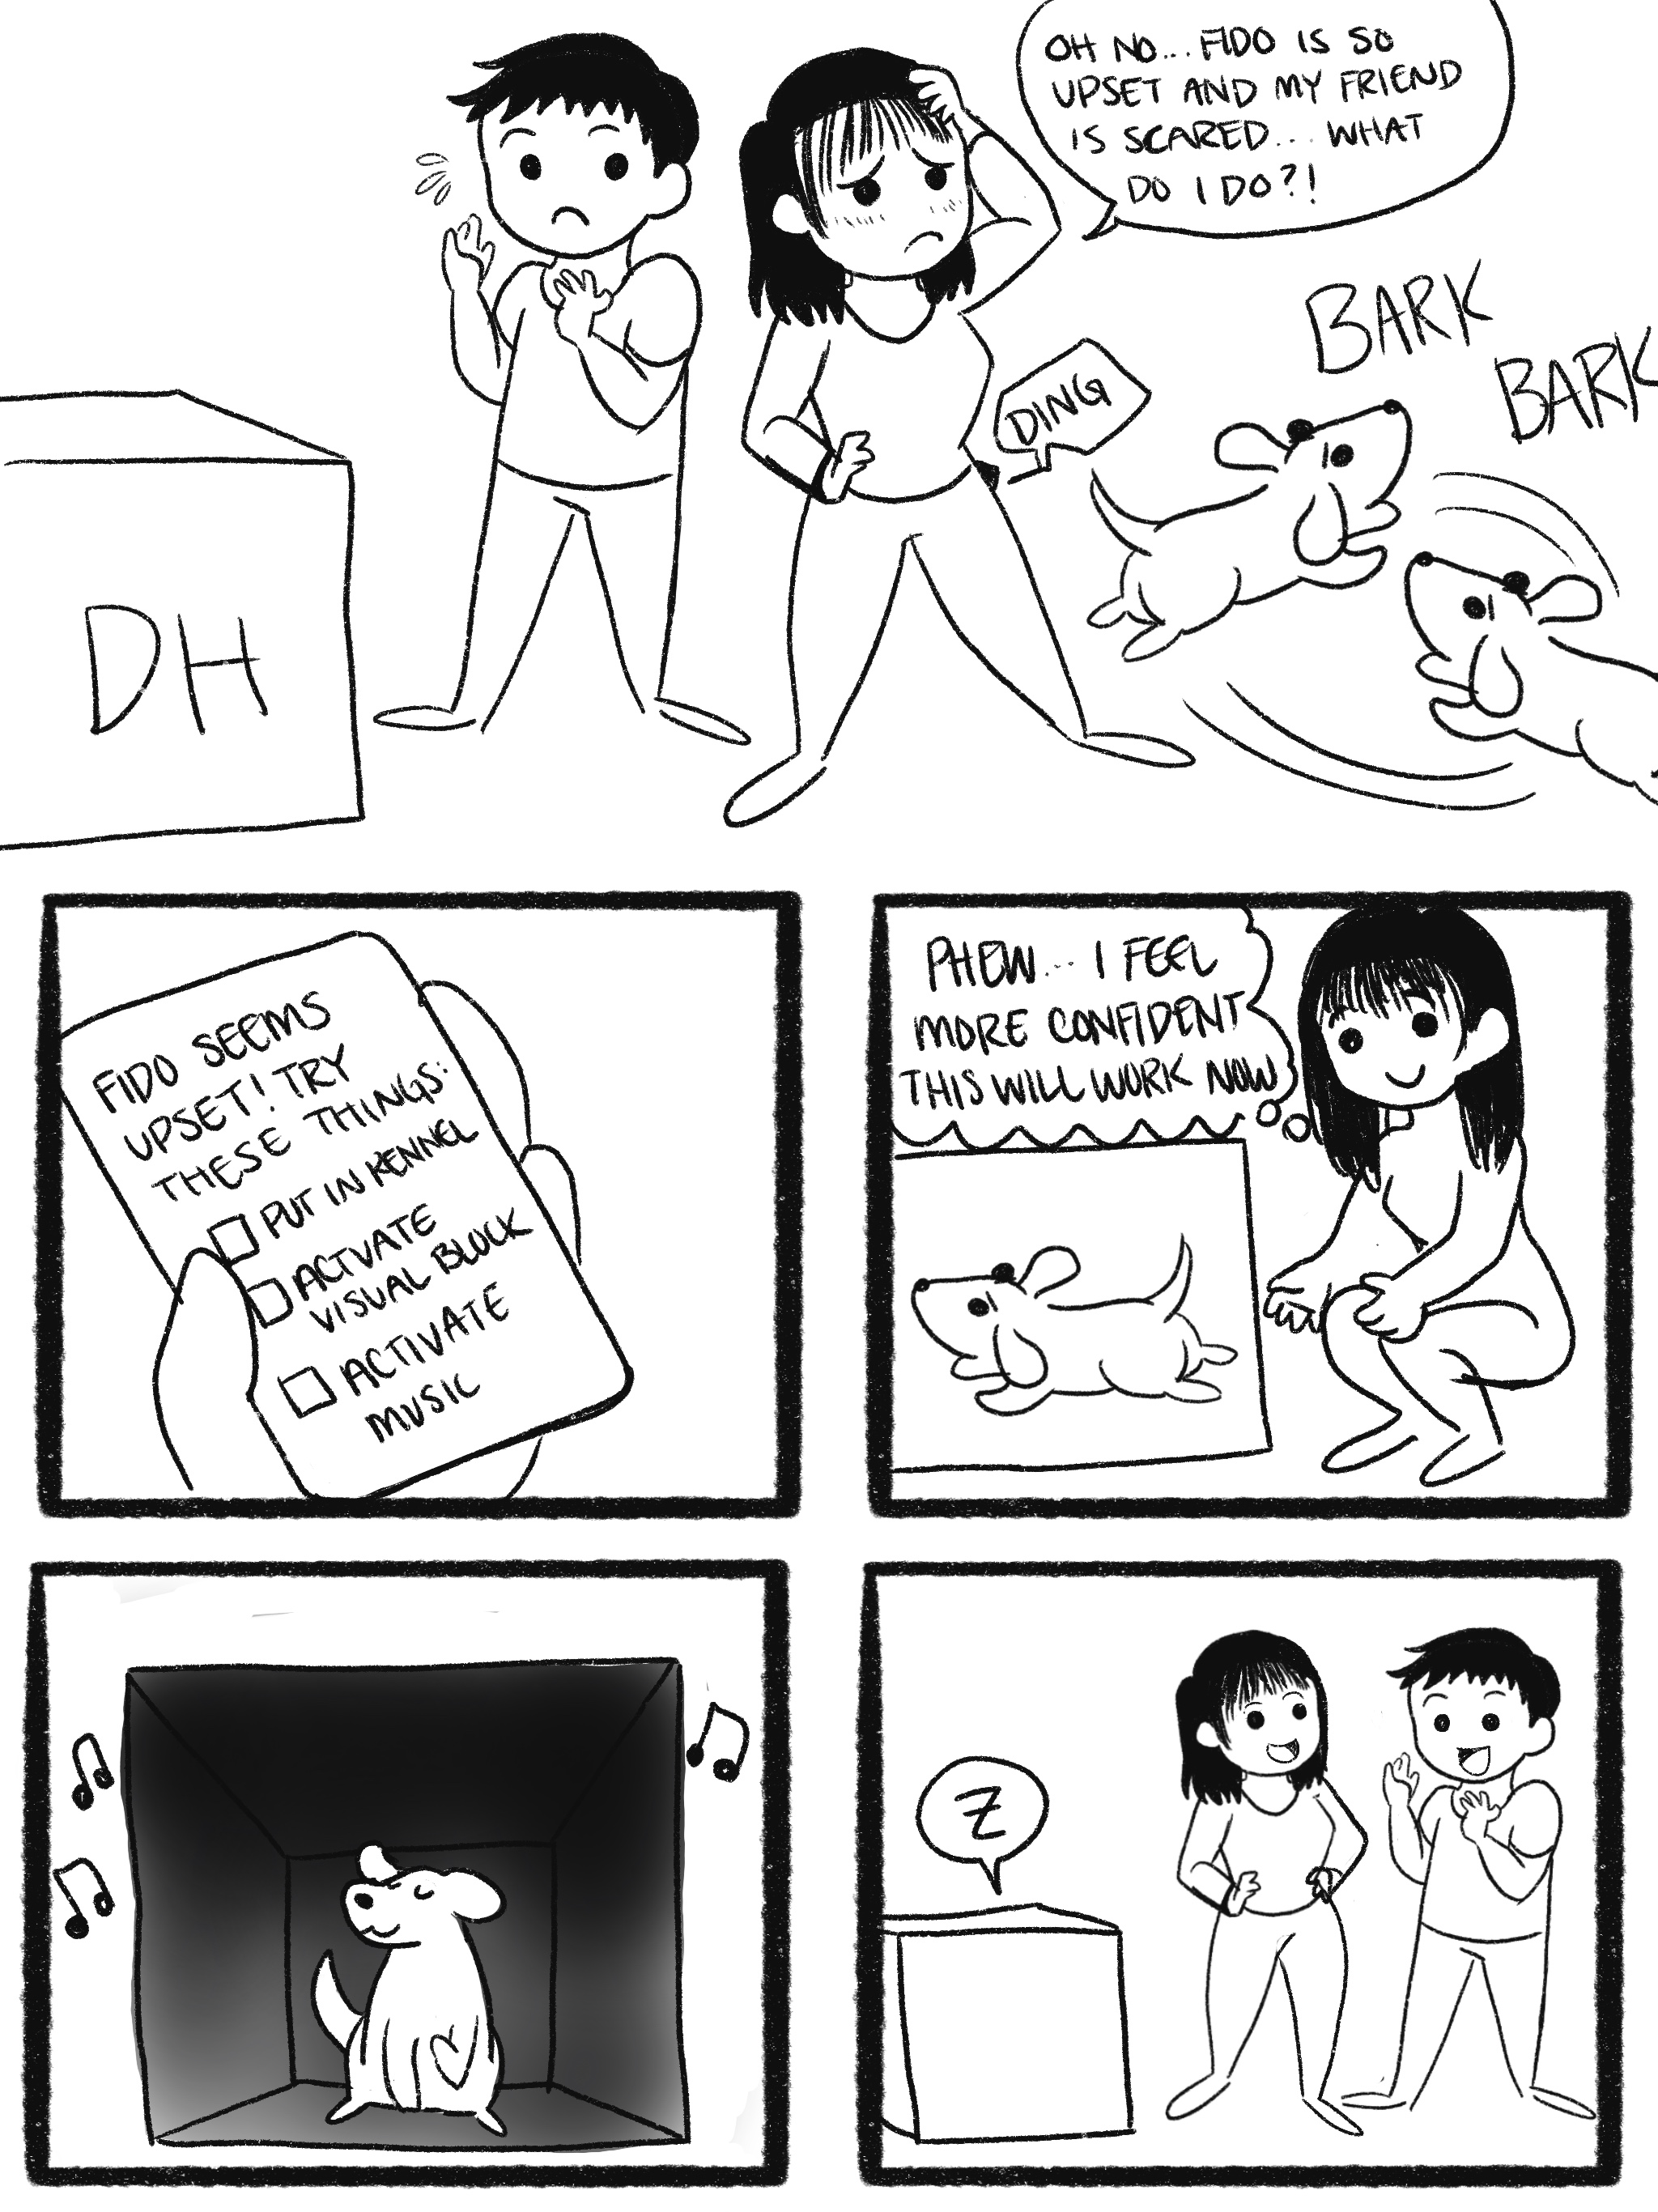 OH NO... FIDO IS SO
UPSET AND MY FRIEND
IS SCARED... WHAT
DO I DO?!
BARK
BARK
DING
DH
FIDO SEEMS
UPSET! TRY
THESE THINGS:
PUT IN KENNEL
ACTVATE
VISUAL BLOCK
ACTIVATE
MUSIC
PHEW... I FEEL
MORE CONFIDENT
THIS WILL WORK NOW
Z